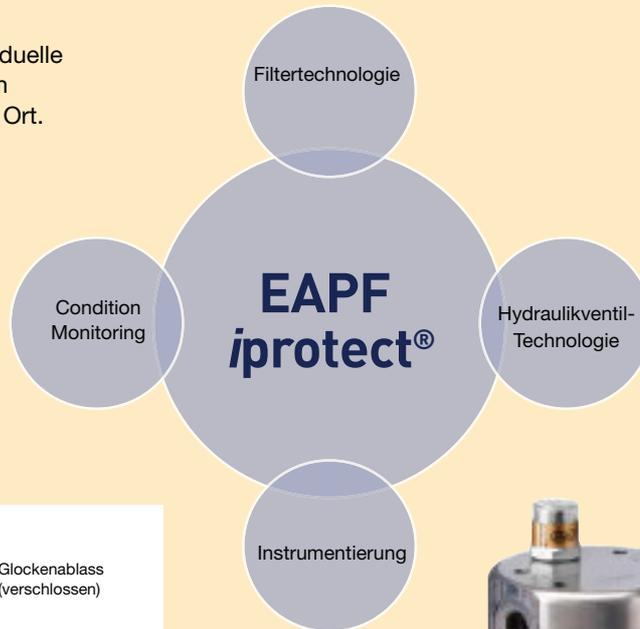 duelle
n
Ort.
Filtertechnologie
Condition
Monitoring
EAPF
iprotect®
Hydraulikventil-
Technologie
Instrumentierung
Glockenablass
(verschlossen)